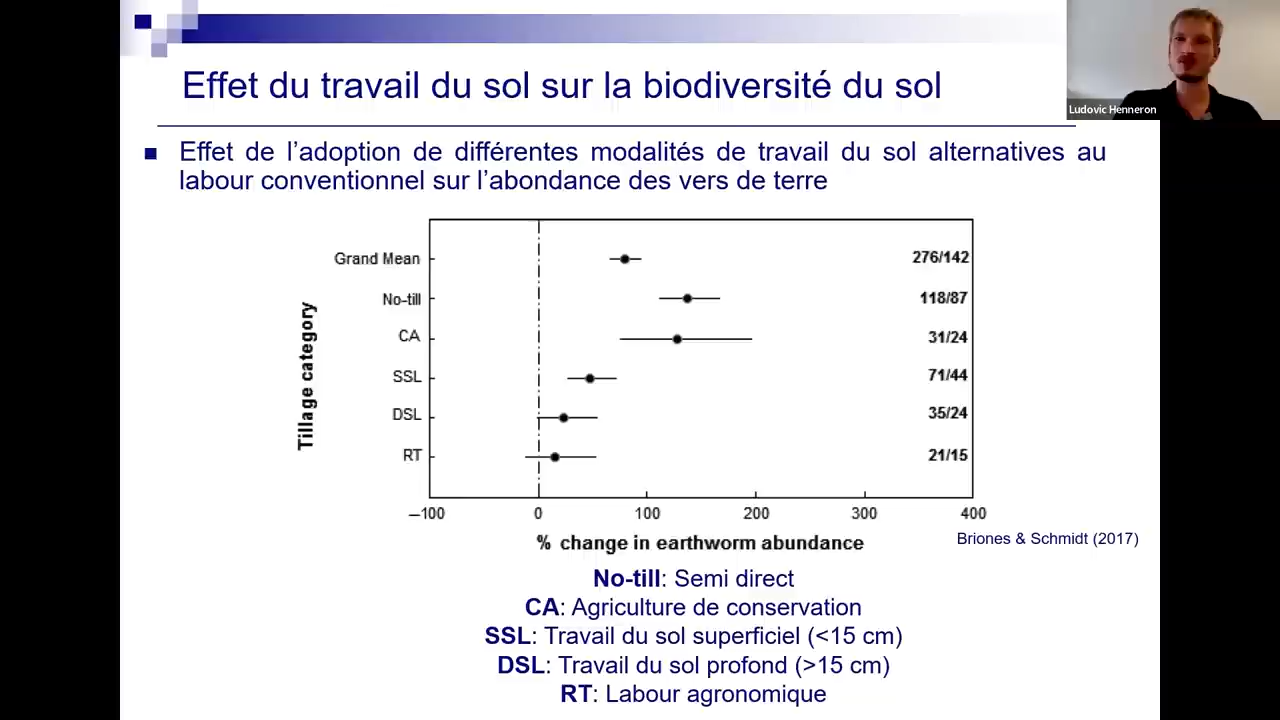 Ludovic Henneron
Effet du travail du sol sur la biodiversité du sol
Effet de l’adoption de différentes modalités de travail du sol alternatives au
labour conventionnel sur l’abondance des vers de terre
Tillage category
Grand Mean
276/142
No-till
118/87
CA
31/24
SSL
71/44
DSL
35/24
RT
21/15
–100 0 100 200 300 400
% change in earthworm abundance
Briones & Schmidt (2017)
No-till: Semi direct
CA: Agriculture de conservation
SSL: Travail du sol superficiel (<15 cm)
DSL: Travail du sol profond (>15 cm)
RT: Labour agronomique